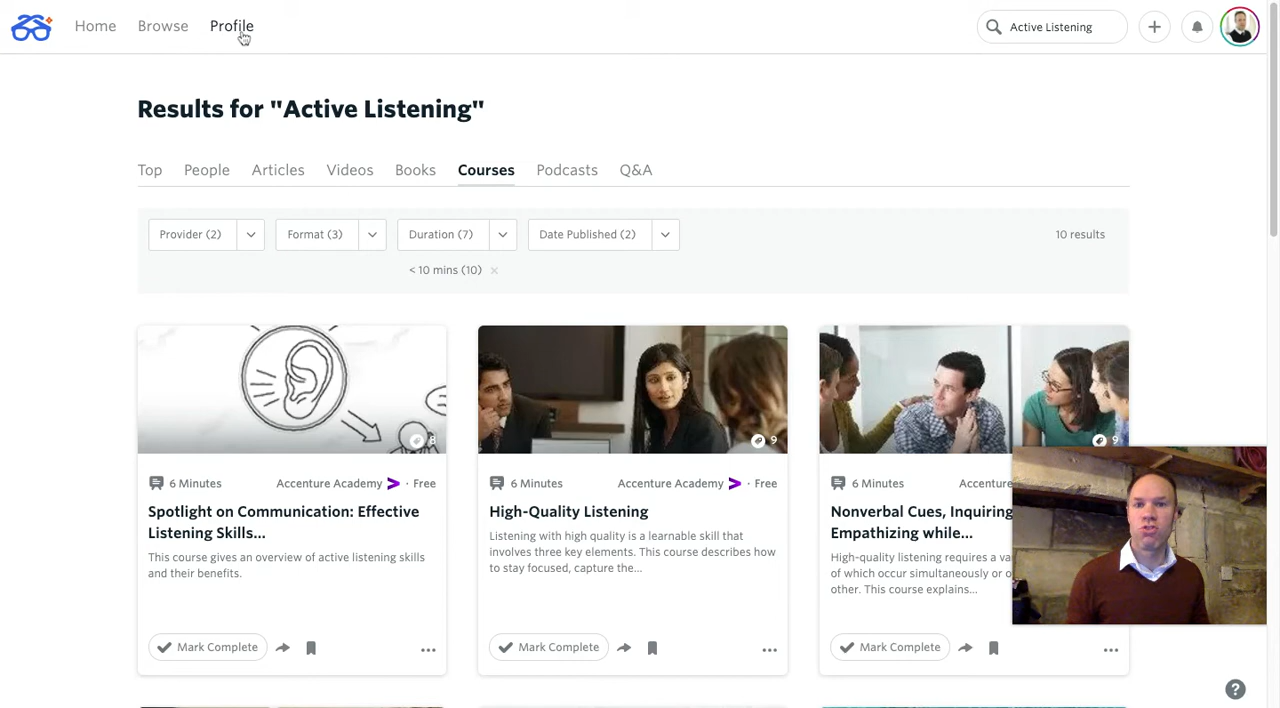 Home Browse Profile
Active Listening
Results for "Active Listening"
Top People Articles Videos Books Courses Podcasts Q&A
Provider (2) Format (3) Duration (7) Date Published (2) 10 results
< 10 mins (10) ×
8
9
9
6 Minutes Accenture Academy > · Free
Spotlight on Communication: Effective
Listening Skills...
This course gives an overview of active listening skills
and their benefits.
Mark Complete
6 Minutes Accenture Academy > · Free
High-Quality Listening
Listening with high quality is a learnable skill that
involves three key elements. This course describes how
to stay focused, capture the...
Mark Complete
6 Minutes Accenture
Nonverbal Cues, Inquiring
Empathizing while...
High-quality listening requires a va
of which occur simultaneously or o
other. This course explains...
Mark Complete
?